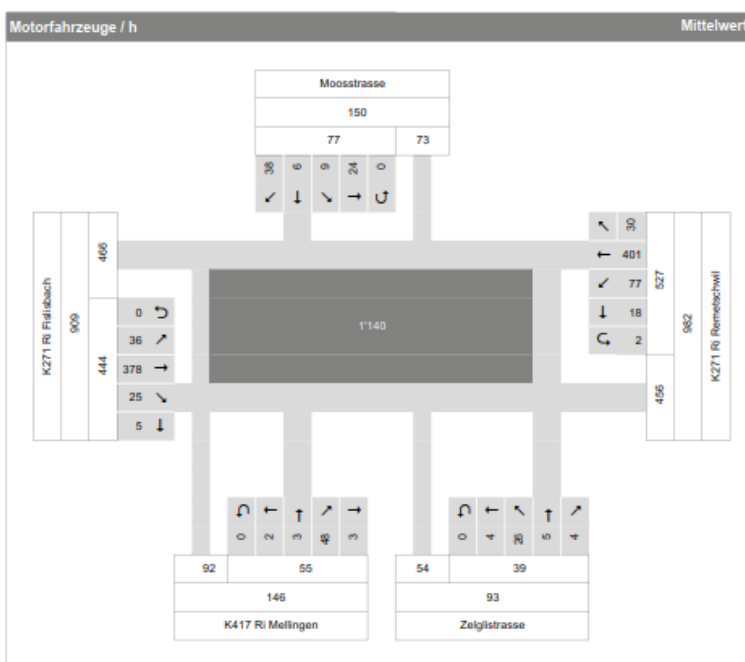 Motorfahrzeuge / h Mittelwert
Moosstrasse
150
77 73
38 6 9 24 0
K271 Ri Fislisbach
909
466
444
0
36
378
25
5
1'140
30
401
77
18
2
527
456
982
K271 Ri Remetschwil
0 2 3 48 3
92 55
146
K417 Ri Mellingen
0 4 26 5 4
54 39
93
Zelglistrasse